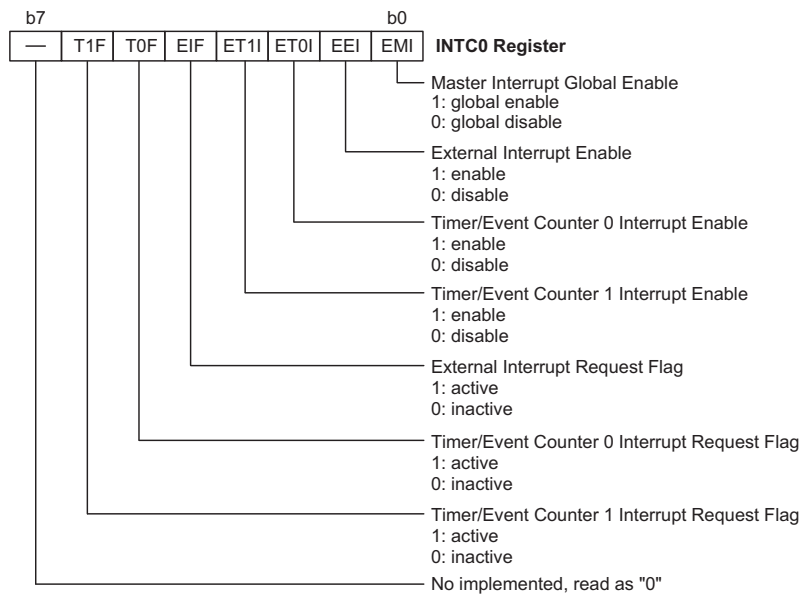 b7 b0
— T1F T0F EIF ET1I ET0I EEI EMI INTC0 Register
Master Interrupt Global Enable
1: global enable
0: global disable
External Interrupt Enable
1: enable
0: disable
Timer/Event Counter 0 Interrupt Enable
1: enable
0: disable
Timer/Event Counter 1 Interrupt Enable
1: enable
0: disable
External Interrupt Request Flag
1: active
0: inactive
Timer/Event Counter 0 Interrupt Request Flag
1: active
0: inactive
Timer/Event Counter 1 Interrupt Request Flag
1: active
0: inactive
No implemented, read as "0"